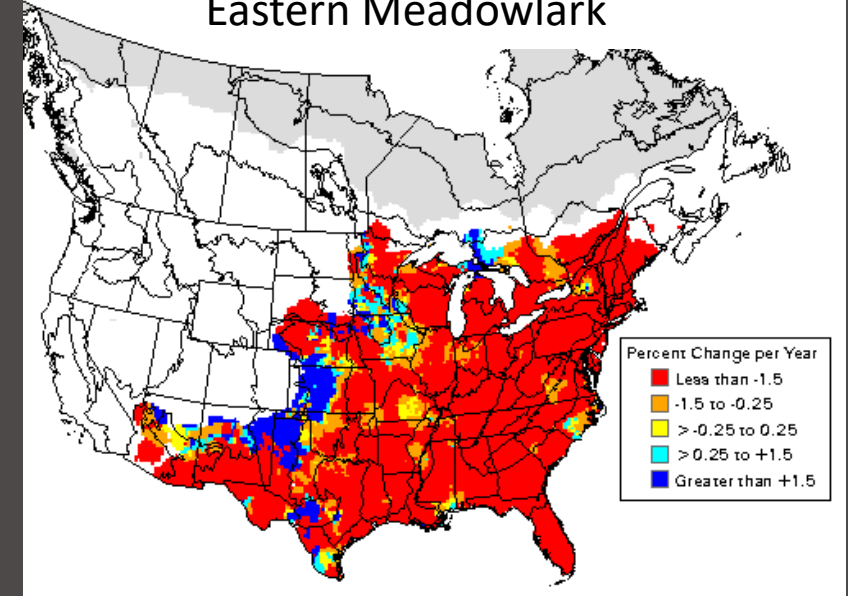 Eastern Meadowlark
Percent Change per Year
Less than -1.5
-1.5 to -0.25
>-0.25 to 0.25
>0.25 to +1.5
Greater than +1.5